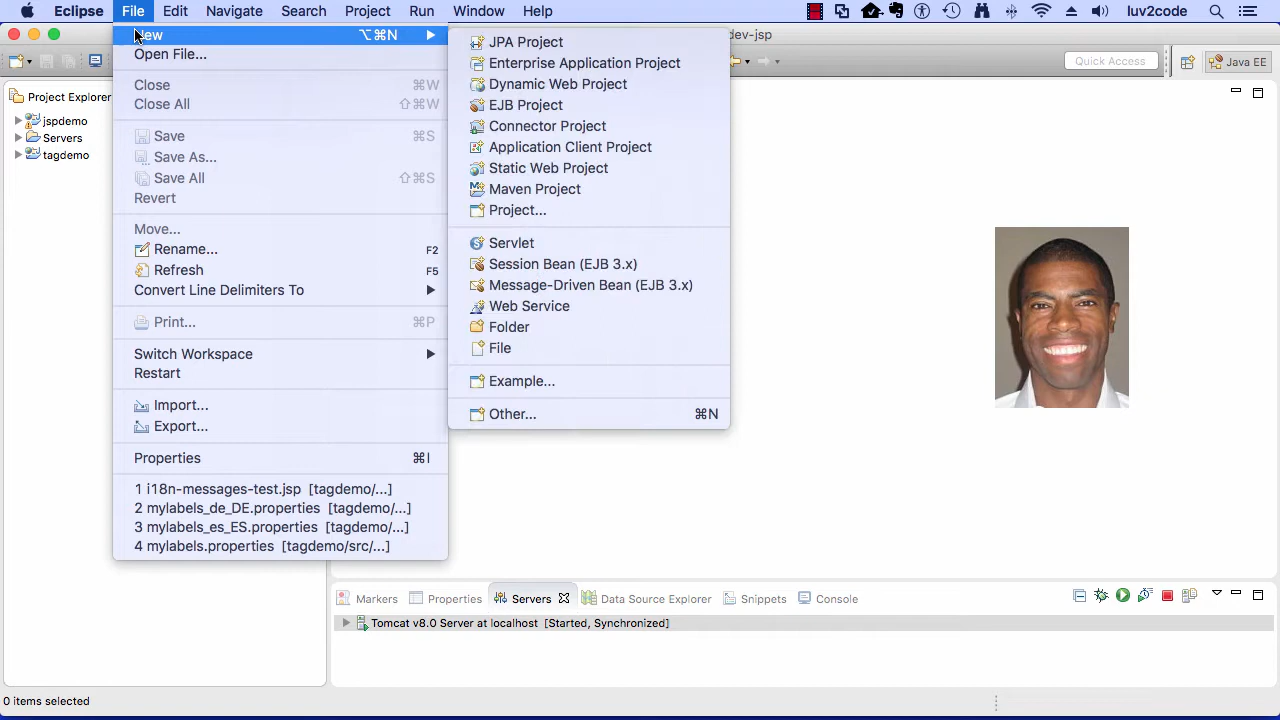 Eclipse File Edit Navigate Search Project Run Window Help luv2code
dev-jsp
Quick Access Java EE
Project Explorer
jspdemo
Servers
tagdemo
⌥⌘N
Open File...
Close ⌘W
Close All ⇧⌘W
Save ⌘S
Save As...
Save All ⇧⌘S
Revert
Move...
Rename... F2
Refresh F5
Convert Line Delimiters To
Print... ⌘P
Switch Workspace
Restart
Import...
Export...
Properties ⌘I
1 i18n-messages-test.jsp [tagdemo/...]
2 mylabels_de_DE.properties [tagdemo/...]
3 mylabels_es_ES.properties [tagdemo/...]
4 mylabels.properties [tagdemo/src/...]
JPA Project
Enterprise Application Project
Dynamic Web Project
EJB Project
Connector Project
Application Client Project
Static Web Project
Maven Project
Project...
Servlet
Session Bean (EJB 3.x)
Message-Driven Bean (EJB 3.x)
Web Service
Folder
File
Example...
Other... ⌘N
Markers Properties Servers Data Source Explorer Snippets Console
Tomcat v8.0 Server at localhost [Started, Synchronized]
0 items selected